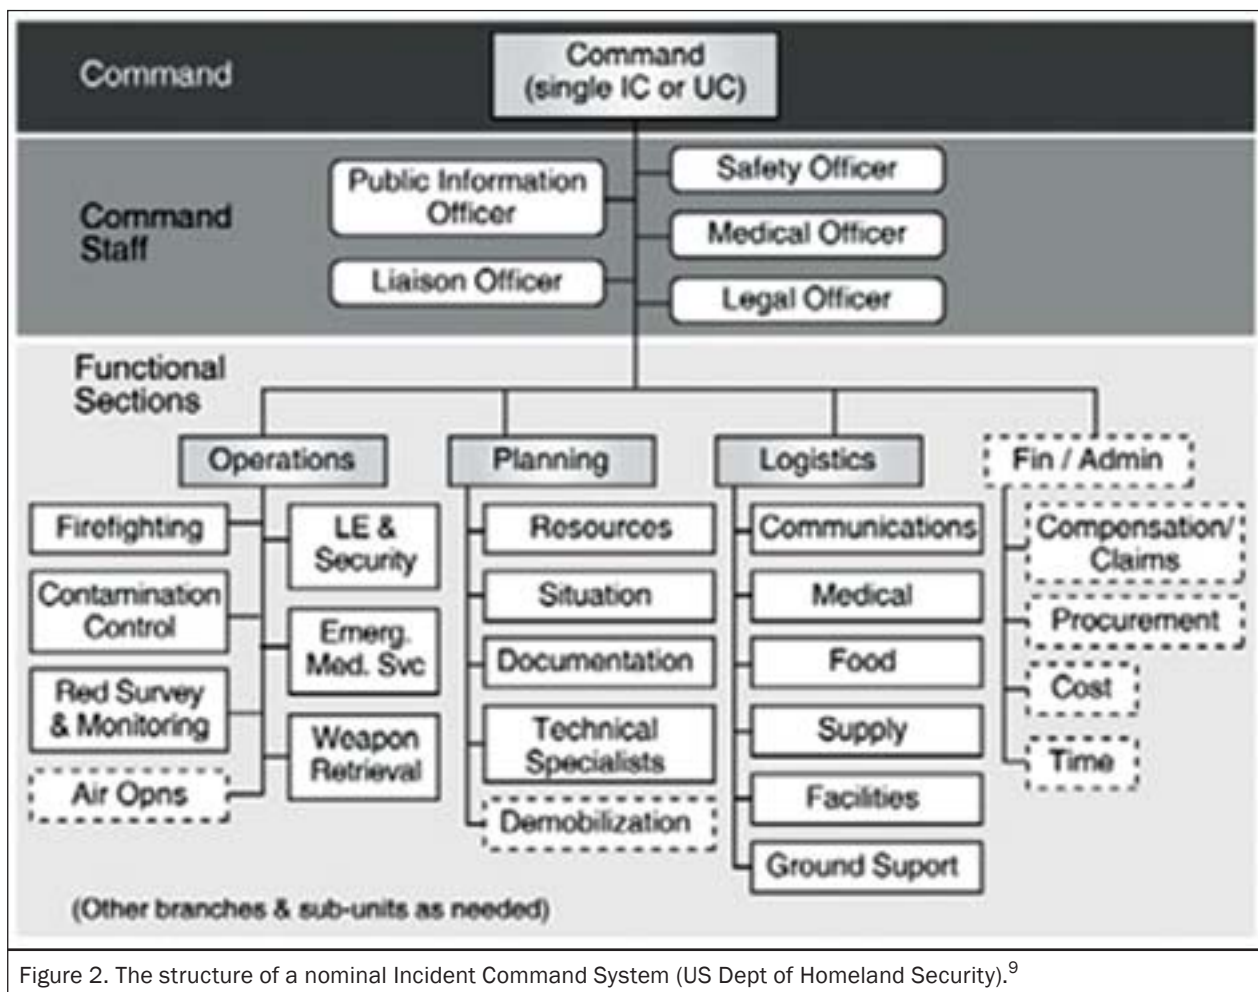 Command
Command
(single IC or UC)
Command
Staff
Public Information
Officer
Liaison Officer
Safety Officer
Medical Officer
Legal Officer
Functional
Sections
Operations
Firefighting
Contamination
Control
Red Survey
& Monitoring
Air Opns
LE &
Security
Emerg.
Med. Svc
Weapon
Retrieval
Planning
Resources
Situation
Documentation
Technical
Specialists
Demobilization
Logistics
Communications
Medical
Food
Supply
Facilities
Ground Suport
Fin / Admin
Compensation/
Claims
Procurement
Cost
Time
(Other branches & sub-units as needed)
Figure 2. The structure of a nominal Incident Command System (US Dept of Homeland Security).9